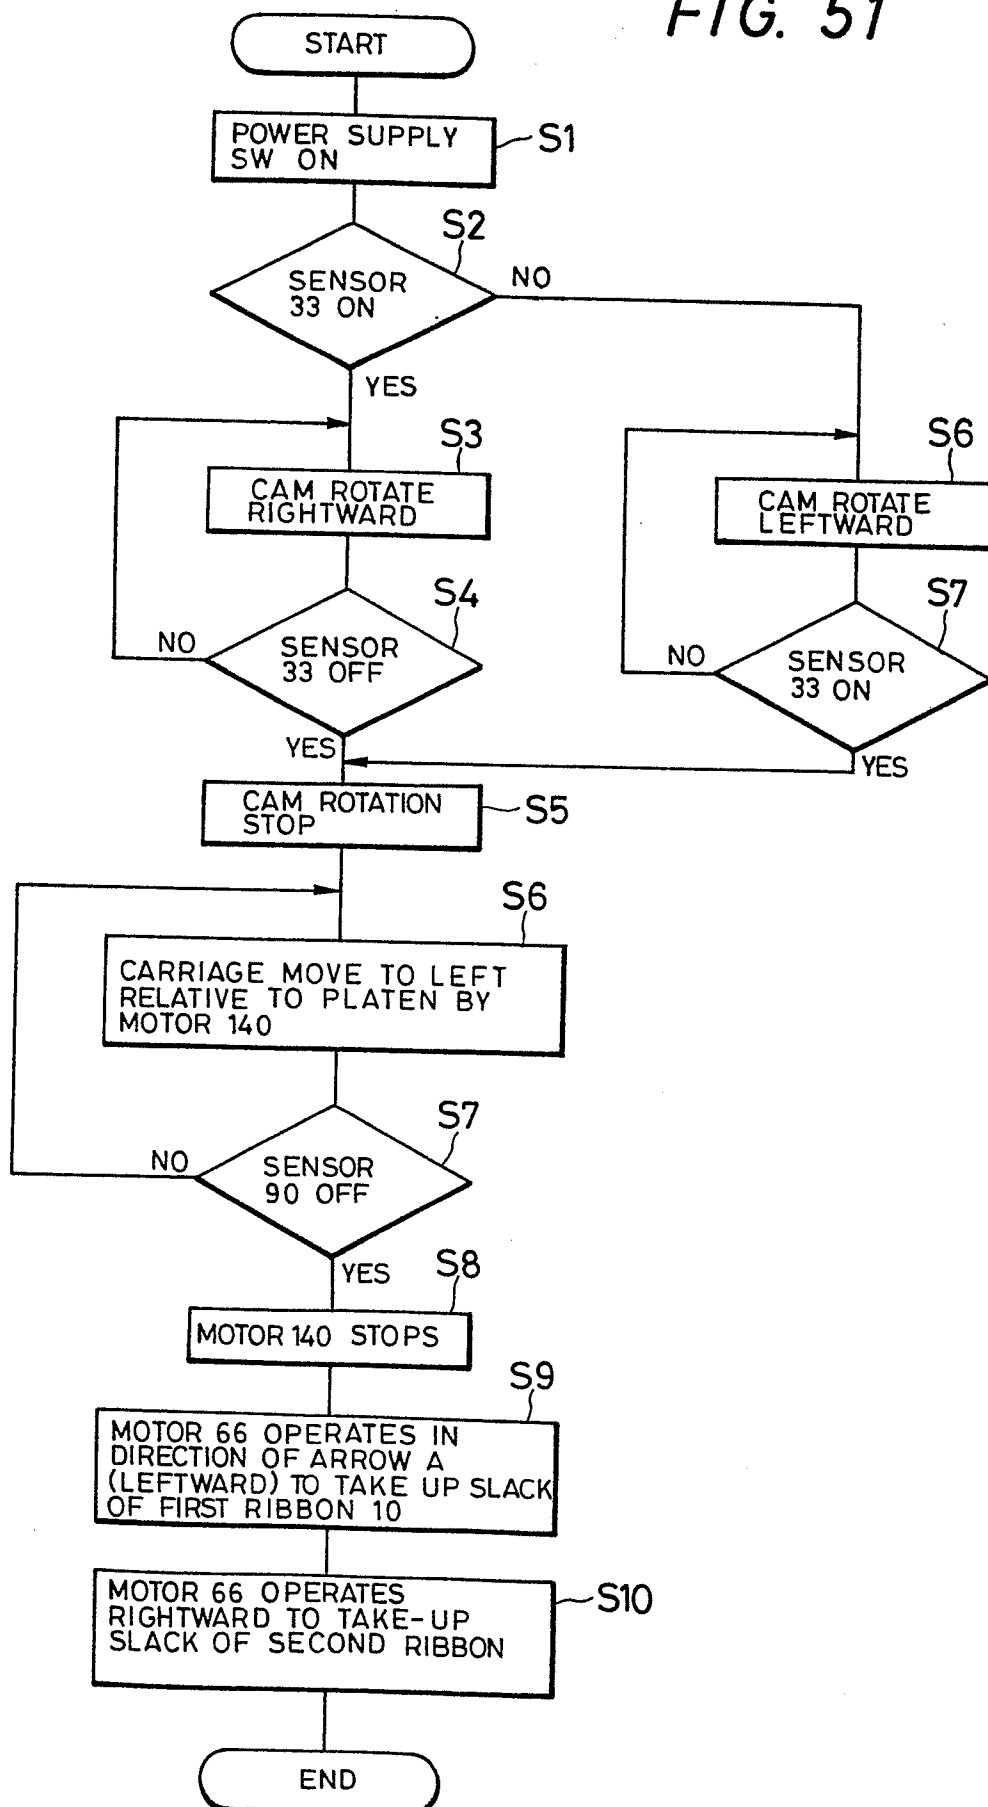 FIG. 51
START
POWER SUPPLY
SW ON
S1
S2
SENSOR
33 ON
NO
YES
S3
CAM ROTATE
RIGHTWARD
S6
CAM ROTATE
LEFTWARD
S4
SENSOR
33 OFF
NO
YES
S7
SENSOR
33 ON
NO
YES
CAM ROTATION
STOP
S5
S6
CARRIAGE MOVE TO LEFT
RELATIVE TO PLATEN BY
MOTOR 140
S7
SENSOR
90 OFF
NO
YES
S8
MOTOR 140 STOPS
S9
MOTOR 66 OPERATES IN
DIRECTION OF ARROW A
(LEFTWARD) TO TAKE UP SLACK
OF FIRST RIBBON 10
MOTOR 66 OPERATES
RIGHTWARD TO TAKE-UP
SLACK OF SECOND RIBBON
S10
END